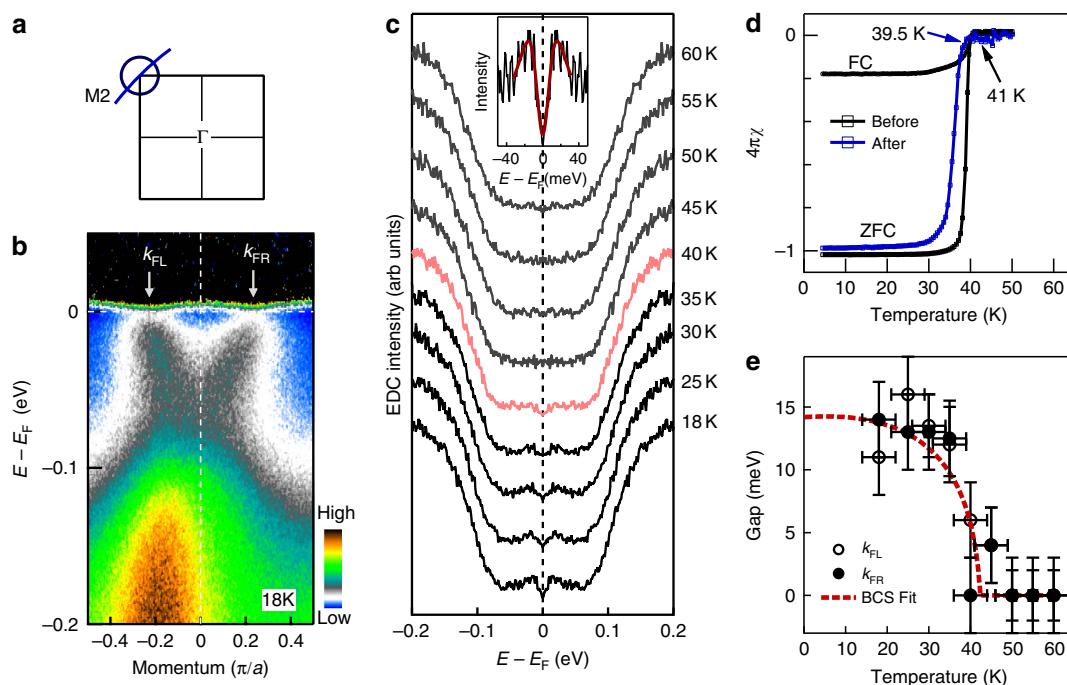 a
M2
Γ
b
k_FL
k_FR
0
−0.1
−0.2
E − E_F (eV)
18K
High
Low
−0.4
0
0.4
Momentum (π/a)
c
Intensity
−40
0
40
E − E_F (meV)
60 K
55 K
50 K
45 K
40 K
35 K
30 K
25 K
18 K
EDC intensity (arb units)
−0.2
−0.1
0
0.1
0.2
E − E_F (eV)
d
39.5 K
0
FC
41 K
Before
After
4πχ
ZFC
−1
0
10
20
30
40
50
60
Temperature (K)
e
15
10
5
0
Gap (meV)
k_FL
k_FR
BCS Fit
0
10
20
30
40
50
60
Temperature (K)